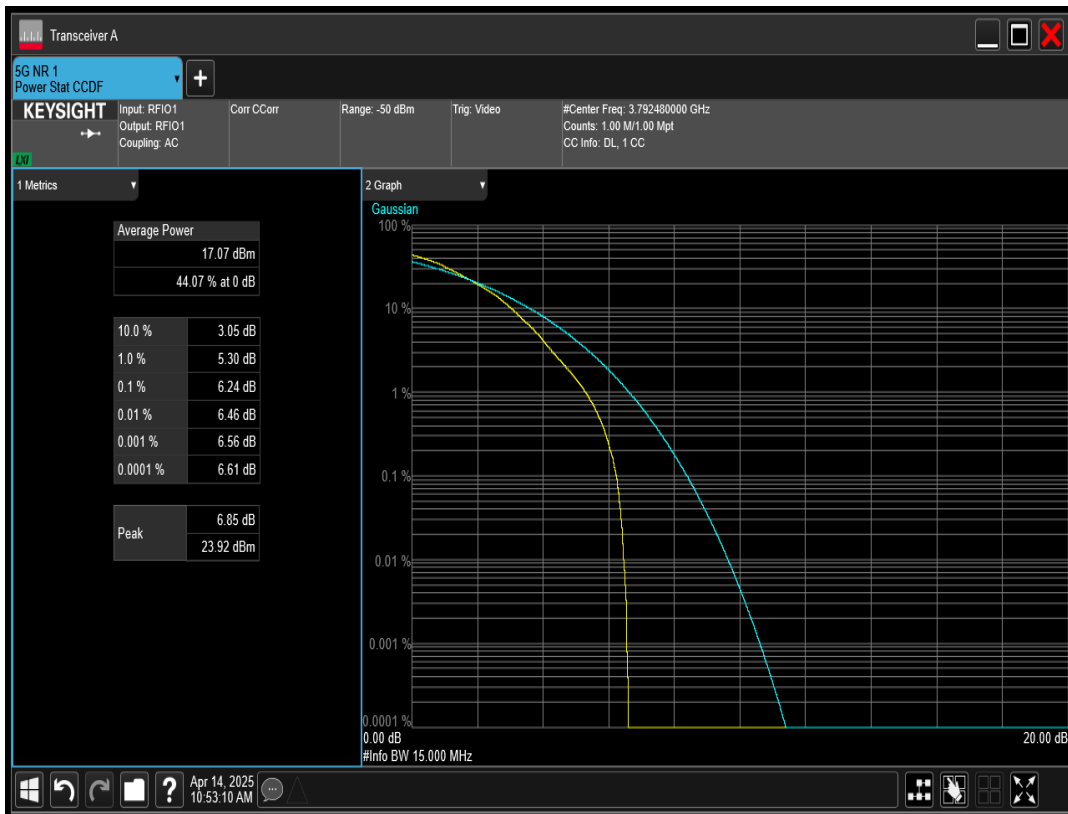 Transceiver A
5G NR 1
Power Stat CCDF
+
KEYSIGHT
LXI
Input: RFIO1
Output: RFIO1
Coupling: AC
Corr CCorr
Range: -50 dBm
Trig: Video
#Center Freq: 3.792480000 GHz
Counts: 1.00 M/1.00 Mpt
CC Info: DL, 1 CC
1 Metrics
Average Power
17.07 dBm
44.07 % at 0 dB
10.0 % 3.05 dB
1.0 % 5.30 dB
0.1 % 6.24 dB
0.01 % 6.46 dB
0.001 % 6.56 dB
0.0001 % 6.61 dB
Peak
6.85 dB
23.92 dBm
2 Graph
Gaussian
100 %
10 %
1 %
0.1 %
0.01 %
0.001 %
0.0001 %
0.00 dB 20.00 dB
#Info BW 15.000 MHz
?
Apr 14, 2025
10:53:10 AM